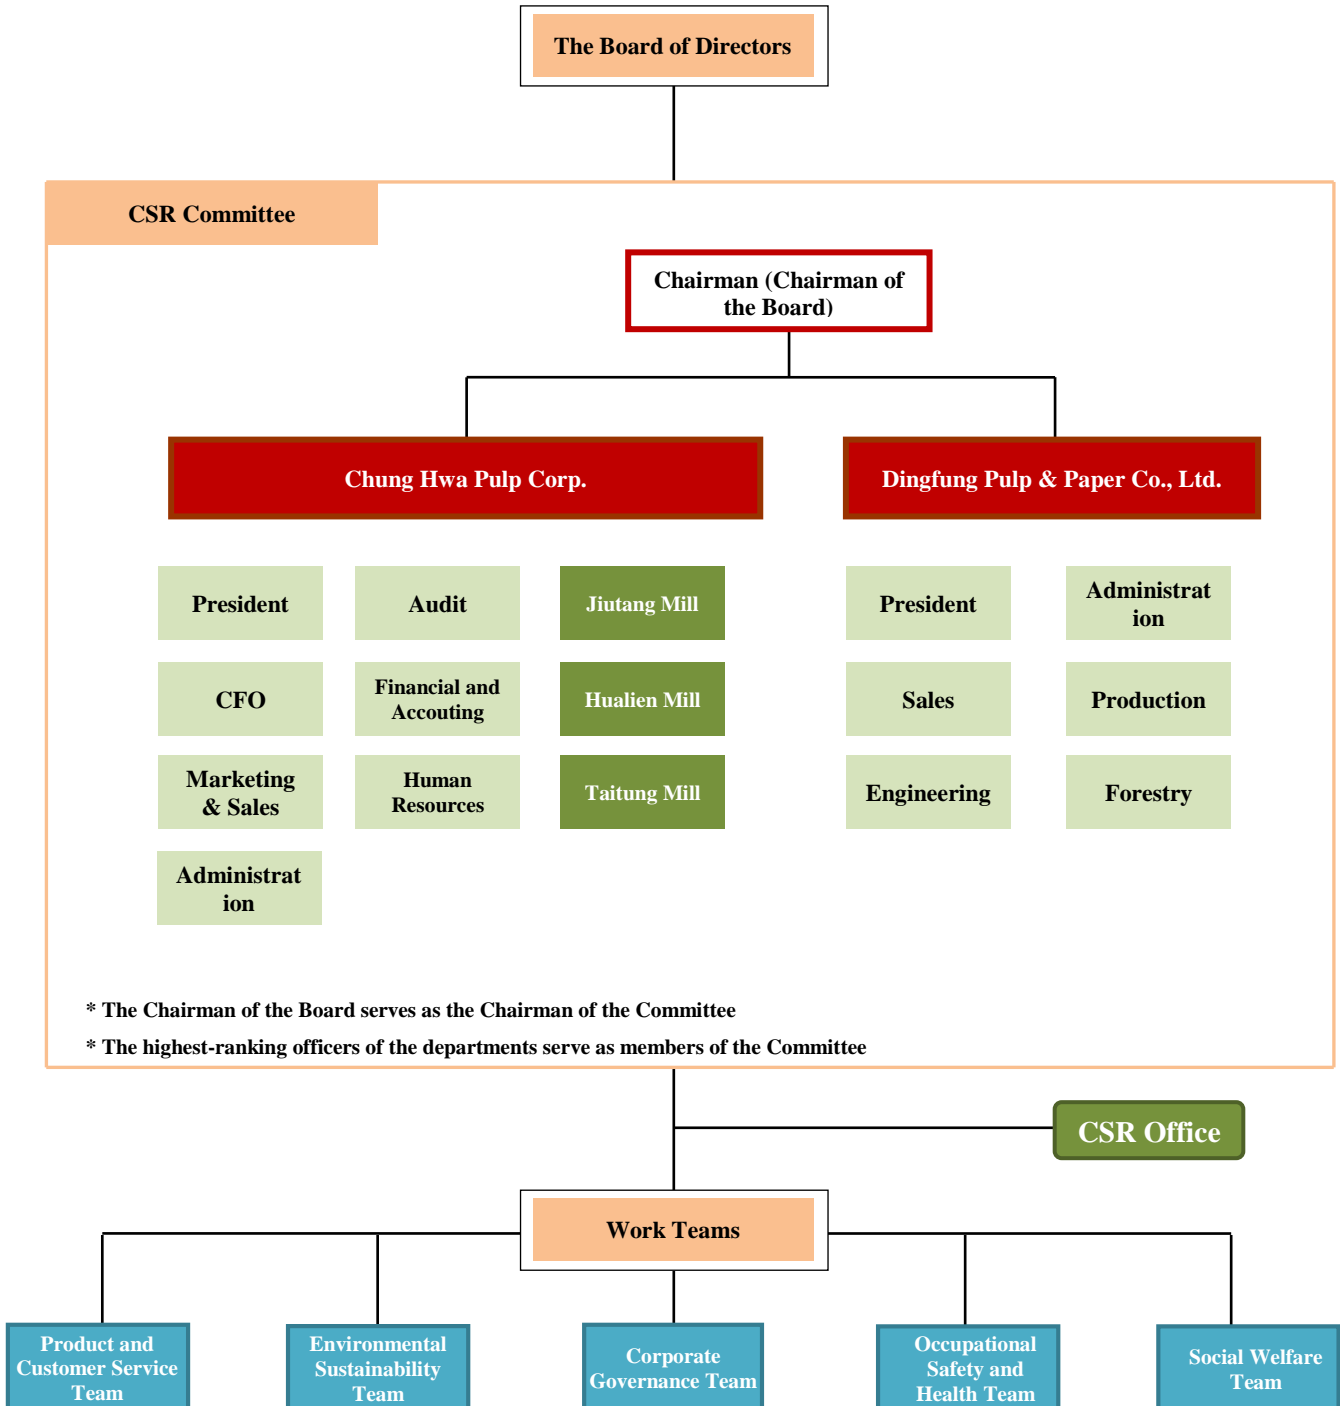 The Board of Directors
CSR Committee
Chairman (Chairman of
the Board)
Chung Hwa Pulp Corp.
Dingfung Pulp & Paper Co., Ltd.
President
Audit
Jiutang Mill
President
Administrat
ion
CFO
Financial and
Accouting
Hualien Mill
Sales
Production
Marketing
& Sales
Human
Resources
Taitung Mill
Engineering
Forestry
Administrat
ion
* The Chairman of the Board serves as the Chairman of the Committee
* The highest-ranking officers of the departments serve as members of the Committee
CSR Office
Work Teams
Product and
Customer Service
Team
Environmental
Sustainability
Team
Corporate
Governance Team
Occupational
Safety and
Health Team
Social Welfare
Team